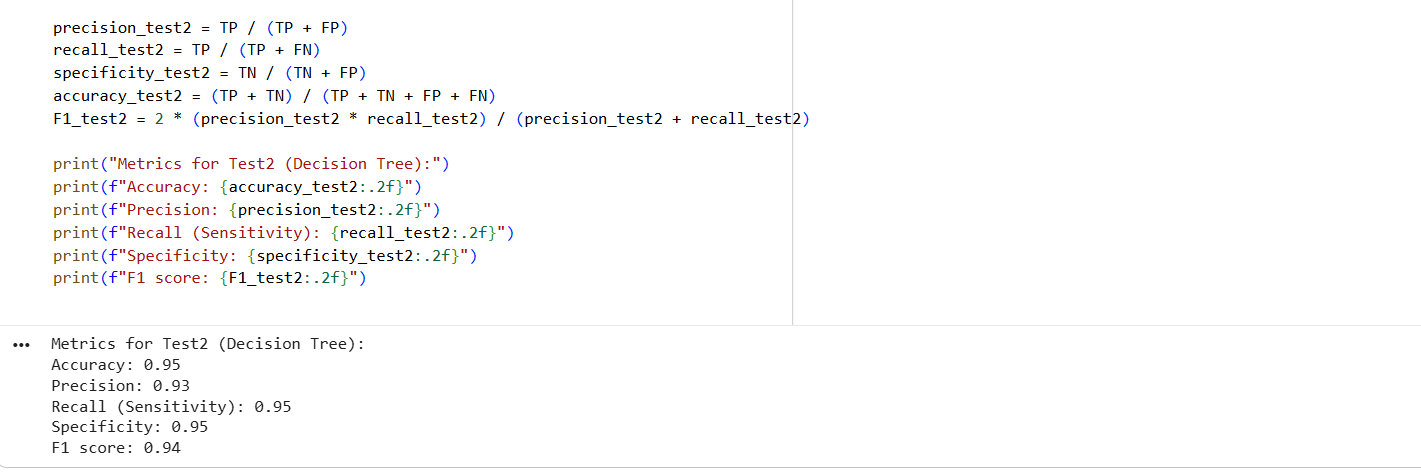 precision_test2 = TP / (TP + FP)
recall_test2 = TP / (TP + FN)
specificity_test2 = TN / (TN + FP)
accuracy_test2 = (TP + TN) / (TP + TN + FP + FN)
F1_test2 = 2 * (precision_test2 * recall_test2) / (precision_test2 + recall_test2)
print("Metrics for Test2 (Decision Tree):")
print(f"Accuracy: {accuracy_test2:.2f}")
print(f"Precision: {precision_test2:.2f}")
print(f"Recall (Sensitivity): {recall_test2:.2f}")
print(f"Specificity: {specificity_test2:.2f}")
print(f"F1 score: {F1_test2:.2f}")
Metrics for Test2 (Decision Tree):
Accuracy: 0.95
Precision: 0.93
Recall (Sensitivity): 0.95
Specificity: 0.95
F1 score: 0.94